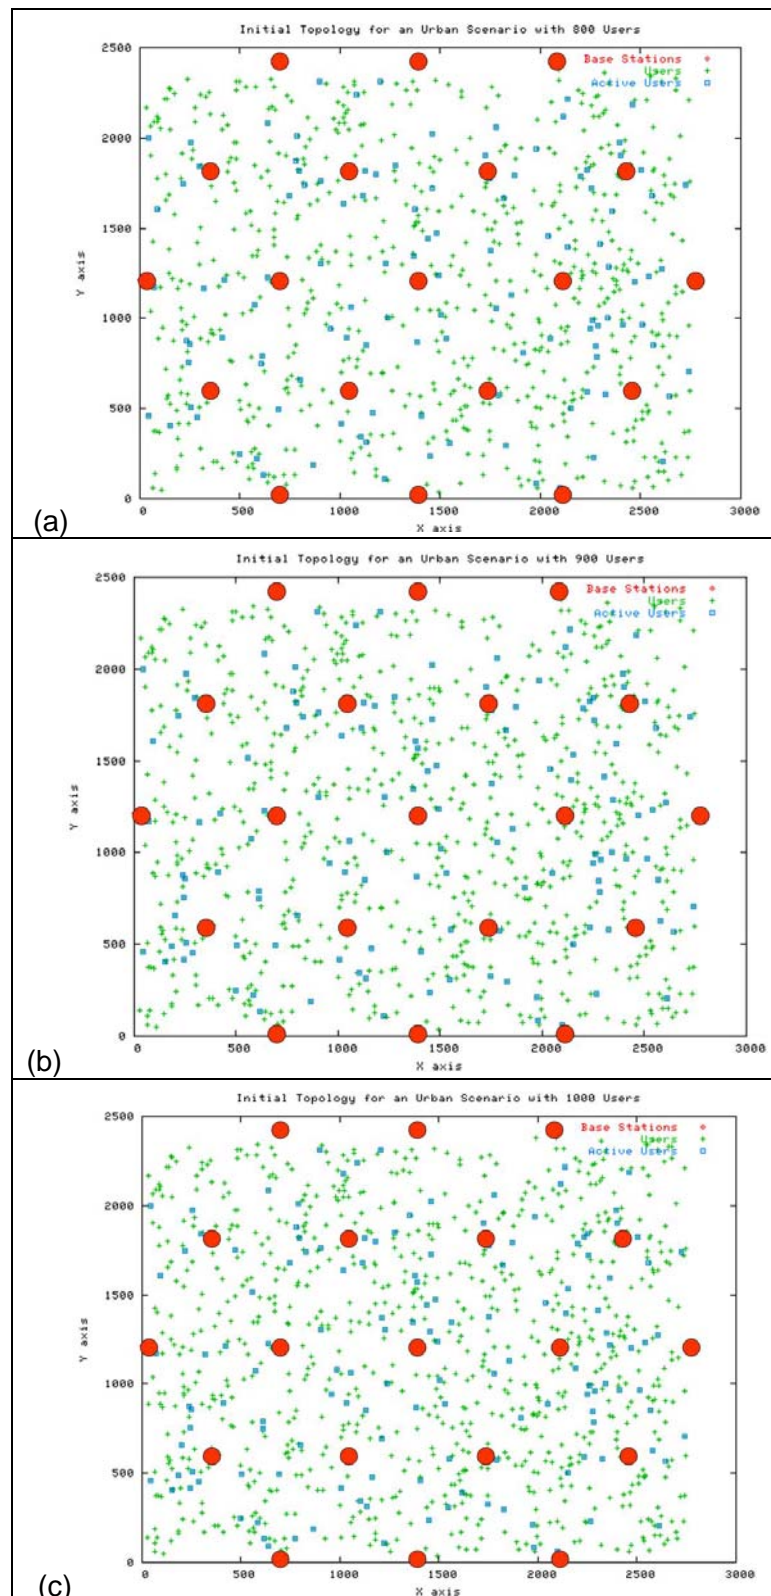 Initial Topology for an Urban Scenario with 800 Users
2500
Base Stations
Users
Active Users
2000
1500
Y axis
1000
500
0
0 500 1000 1500 2000 2500 3000
X axis
(a)
Initial Topology for an Urban Scenario with 900 Users
2500
Base Stations
Users
Active Users
2000
1500
Y axis
1000
500
0
0 500 1000 1500 2000 2500 3000
X axis
(b)
Initial Topology for an Urban Scenario with 1000 Users
2500
Base Stations
Users
Active Users
2000
1500
Y axis
1000
500
0
0 500 1000 1500 2000 2500 3000
X axis
(c)